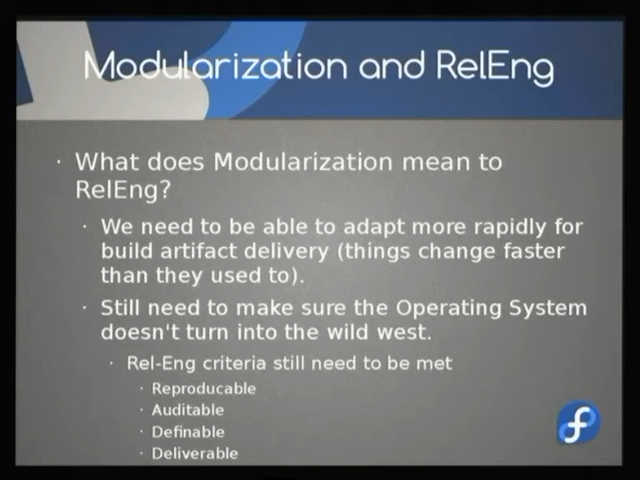 Modularization and RelEng
· What does Modularization mean to
RelEng?
· We need to be able to adapt more rapidly for
build artifact delivery (things change faster
than they used to).
· Still need to make sure the Operating System
doesn't turn into the wild west.
· Rel-Eng criteria still need to be met
· Reproducable
· Auditable
· Definable
· Deliverable